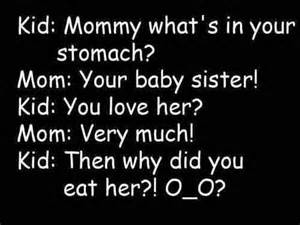 Kid: Mommy what's in your
stomach?
Mom: Your baby sister!
Kid: You love her?
Mom: Very much!
Kid: Then why did you
eat her?! O_O?